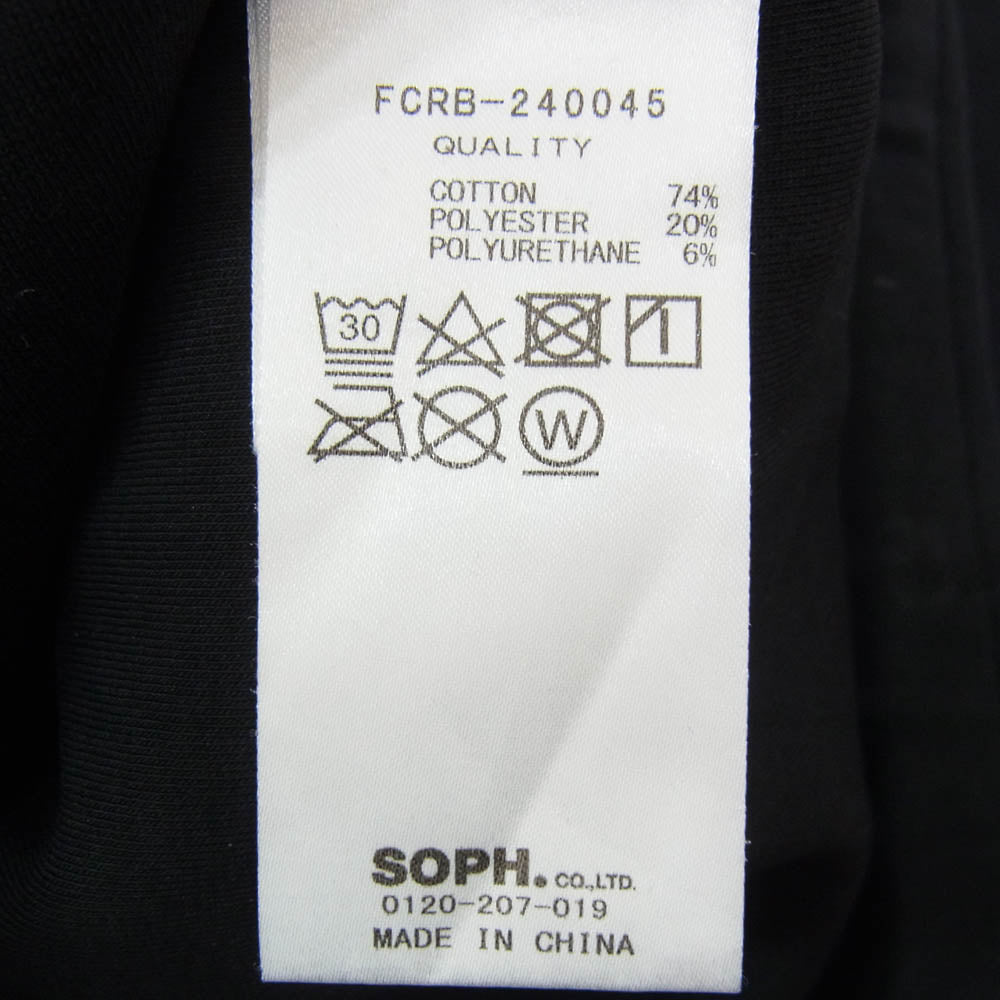 FCRB-240045
QUALITY
COTTON 74%
POLYESTER 20%
POLYURETHANE 6%
30
W
SOPH. CO.,LTD.
0120-207-019
MADE IN CHINA